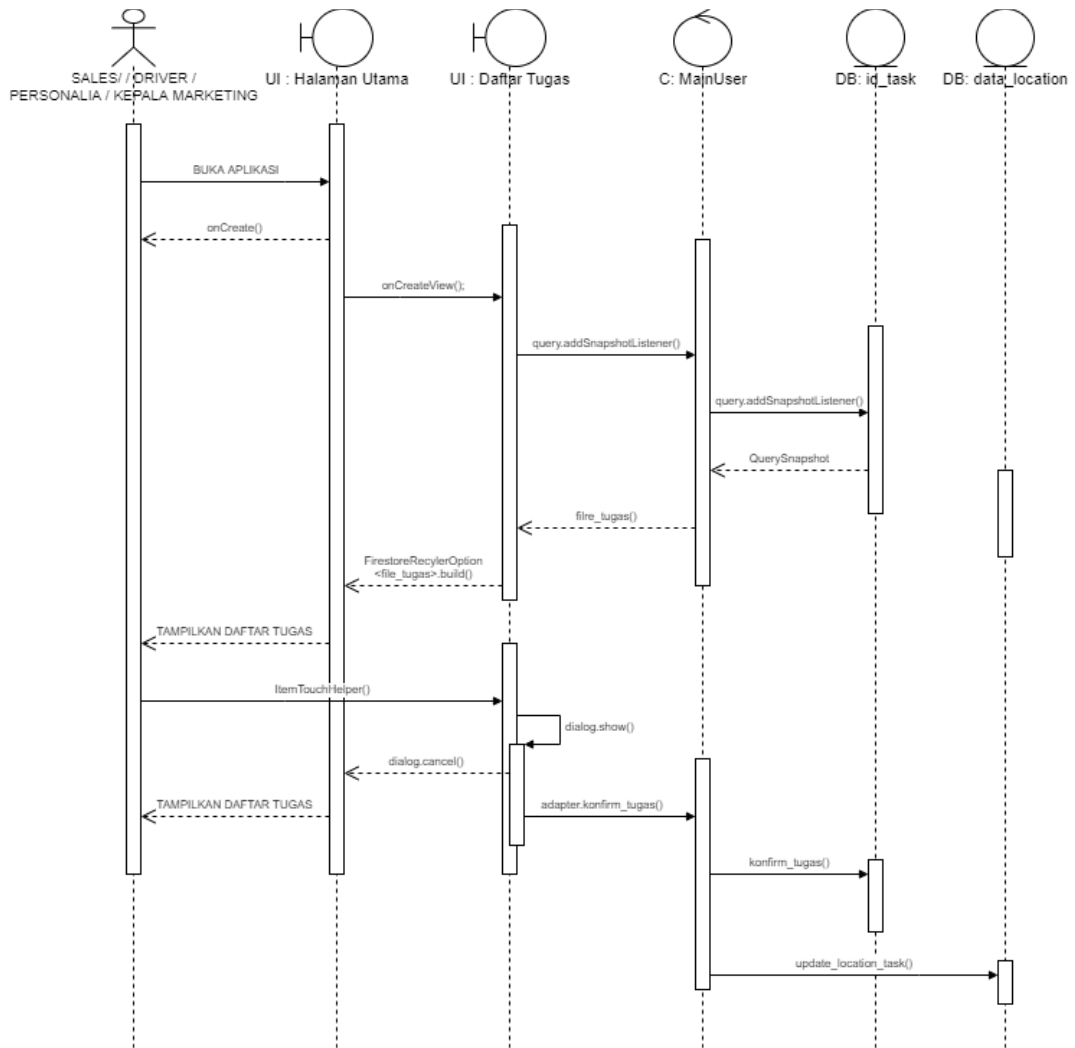 SALES/ / DRIVER /
PERSONALIA / KEPALA MARKETING
UI : Halaman Utama
UI : Daftar Tugas
C: MainUser
DB: id_task
DB: data_location
BUKA APLIKASI
onCreate()
onCreateView();
query.addSnapshotListener()
query.addSnapshotListener()
QuerySnapshot
filre_tugas()
FirestoreRecylerOption
<file_tugas>.build()
TAMPILKAN DAFTAR TUGAS
ItemTouchHelper()
dialog.show()
dialog.cancel()
TAMPILKAN DAFTAR TUGAS
adapter.konfirm_tugas()
konfirm_tugas()
update_location_task()